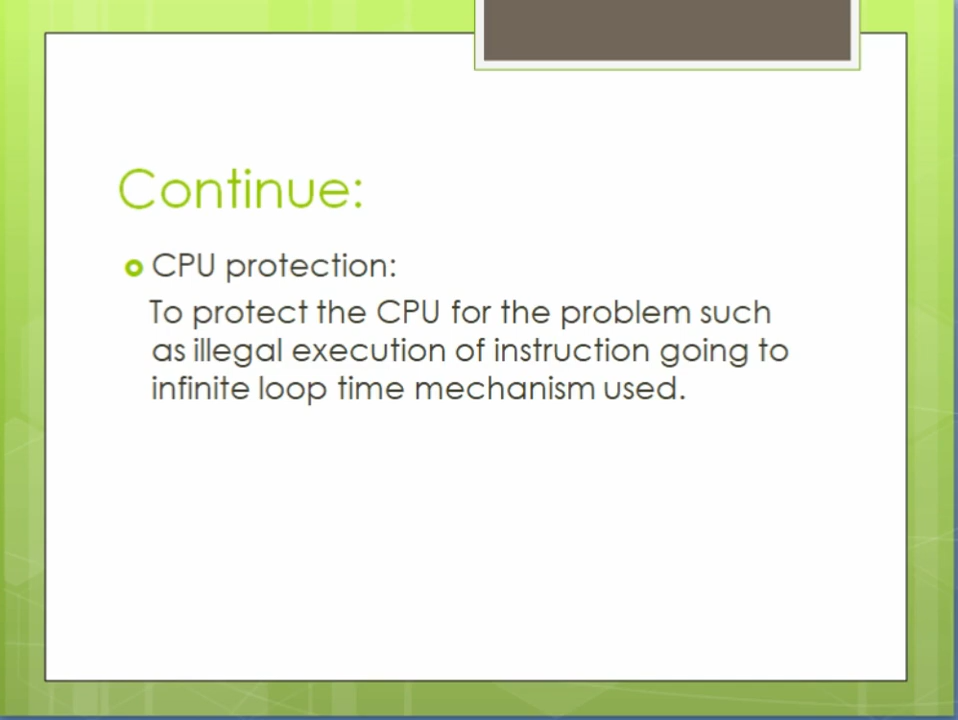 Continue:
CPU protection:
To protect the CPU for the problem such
as illegal execution of instruction going to
infinite loop time mechanism used.